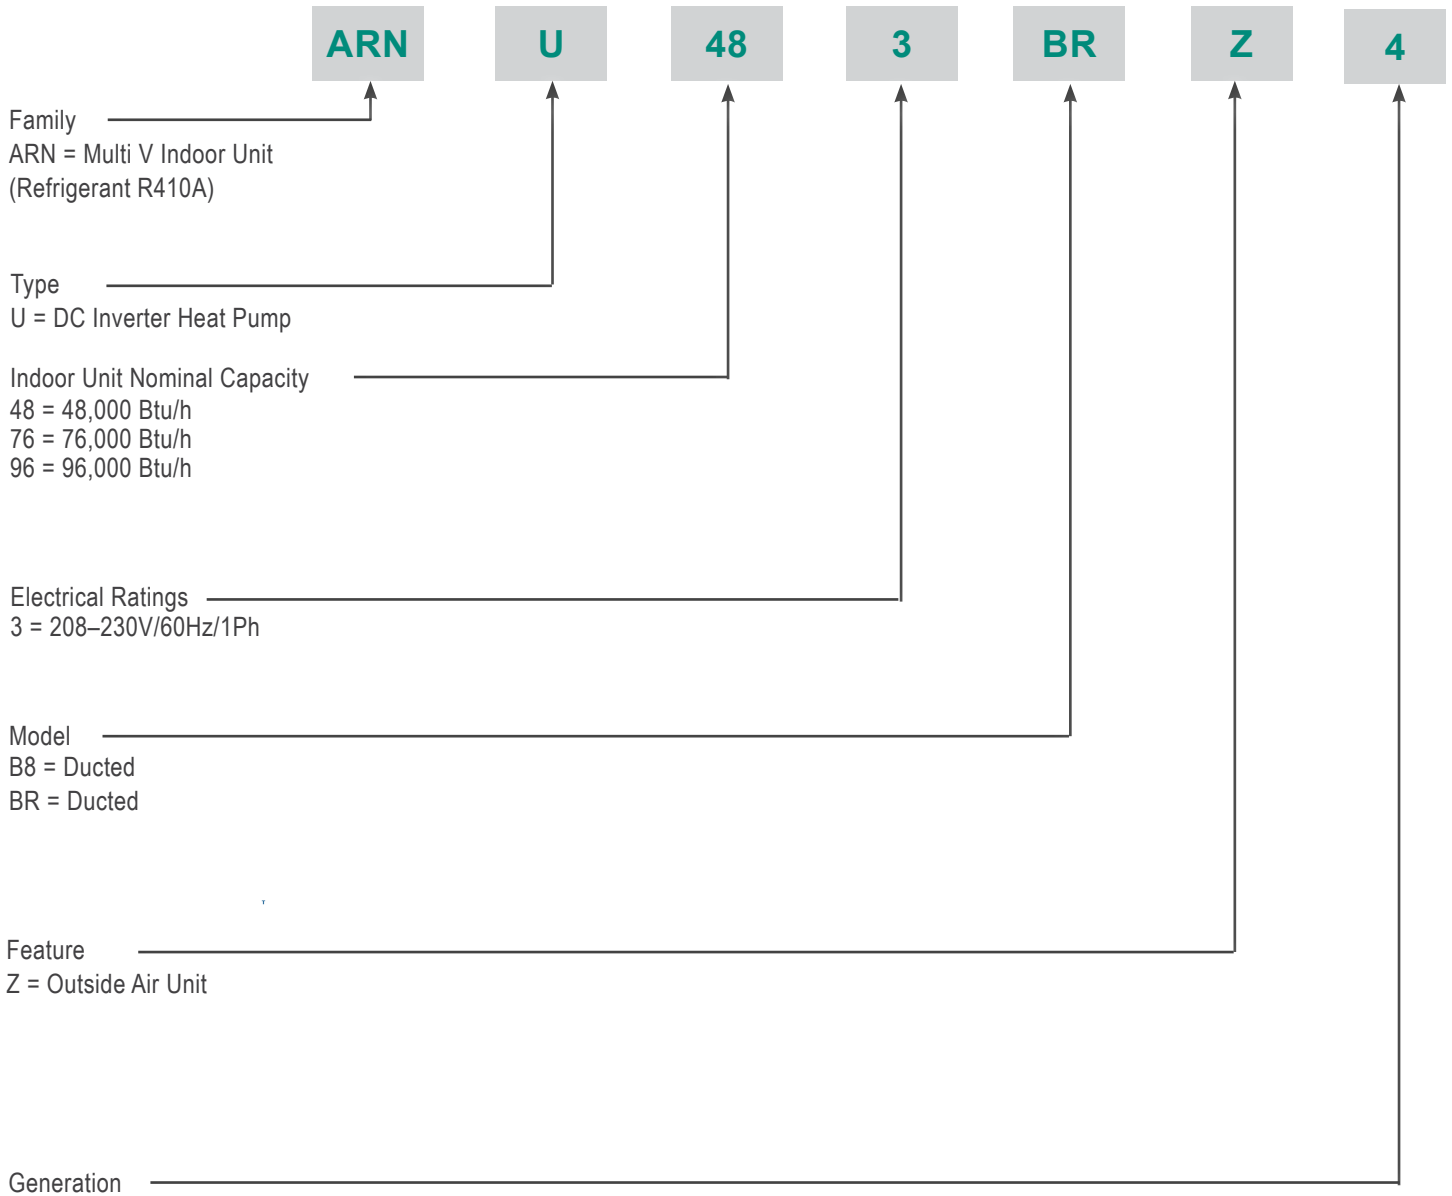 ARN U 48 3 BR Z 4
Family
ARN = Multi V Indoor Unit
(Refrigerant R410A)
Type
U = DC Inverter Heat Pump
Indoor Unit Nominal Capacity
48 = 48,000 Btu/h
76 = 76,000 Btu/h
96 = 96,000 Btu/h
Electrical Ratings
3 = 208–230V/60Hz/1Ph
Model
B8 = Ducted
BR = Ducted
Feature
Z = Outside Air Unit
Generation